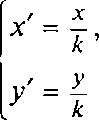 x′ = x/k ,
y′ = y/k